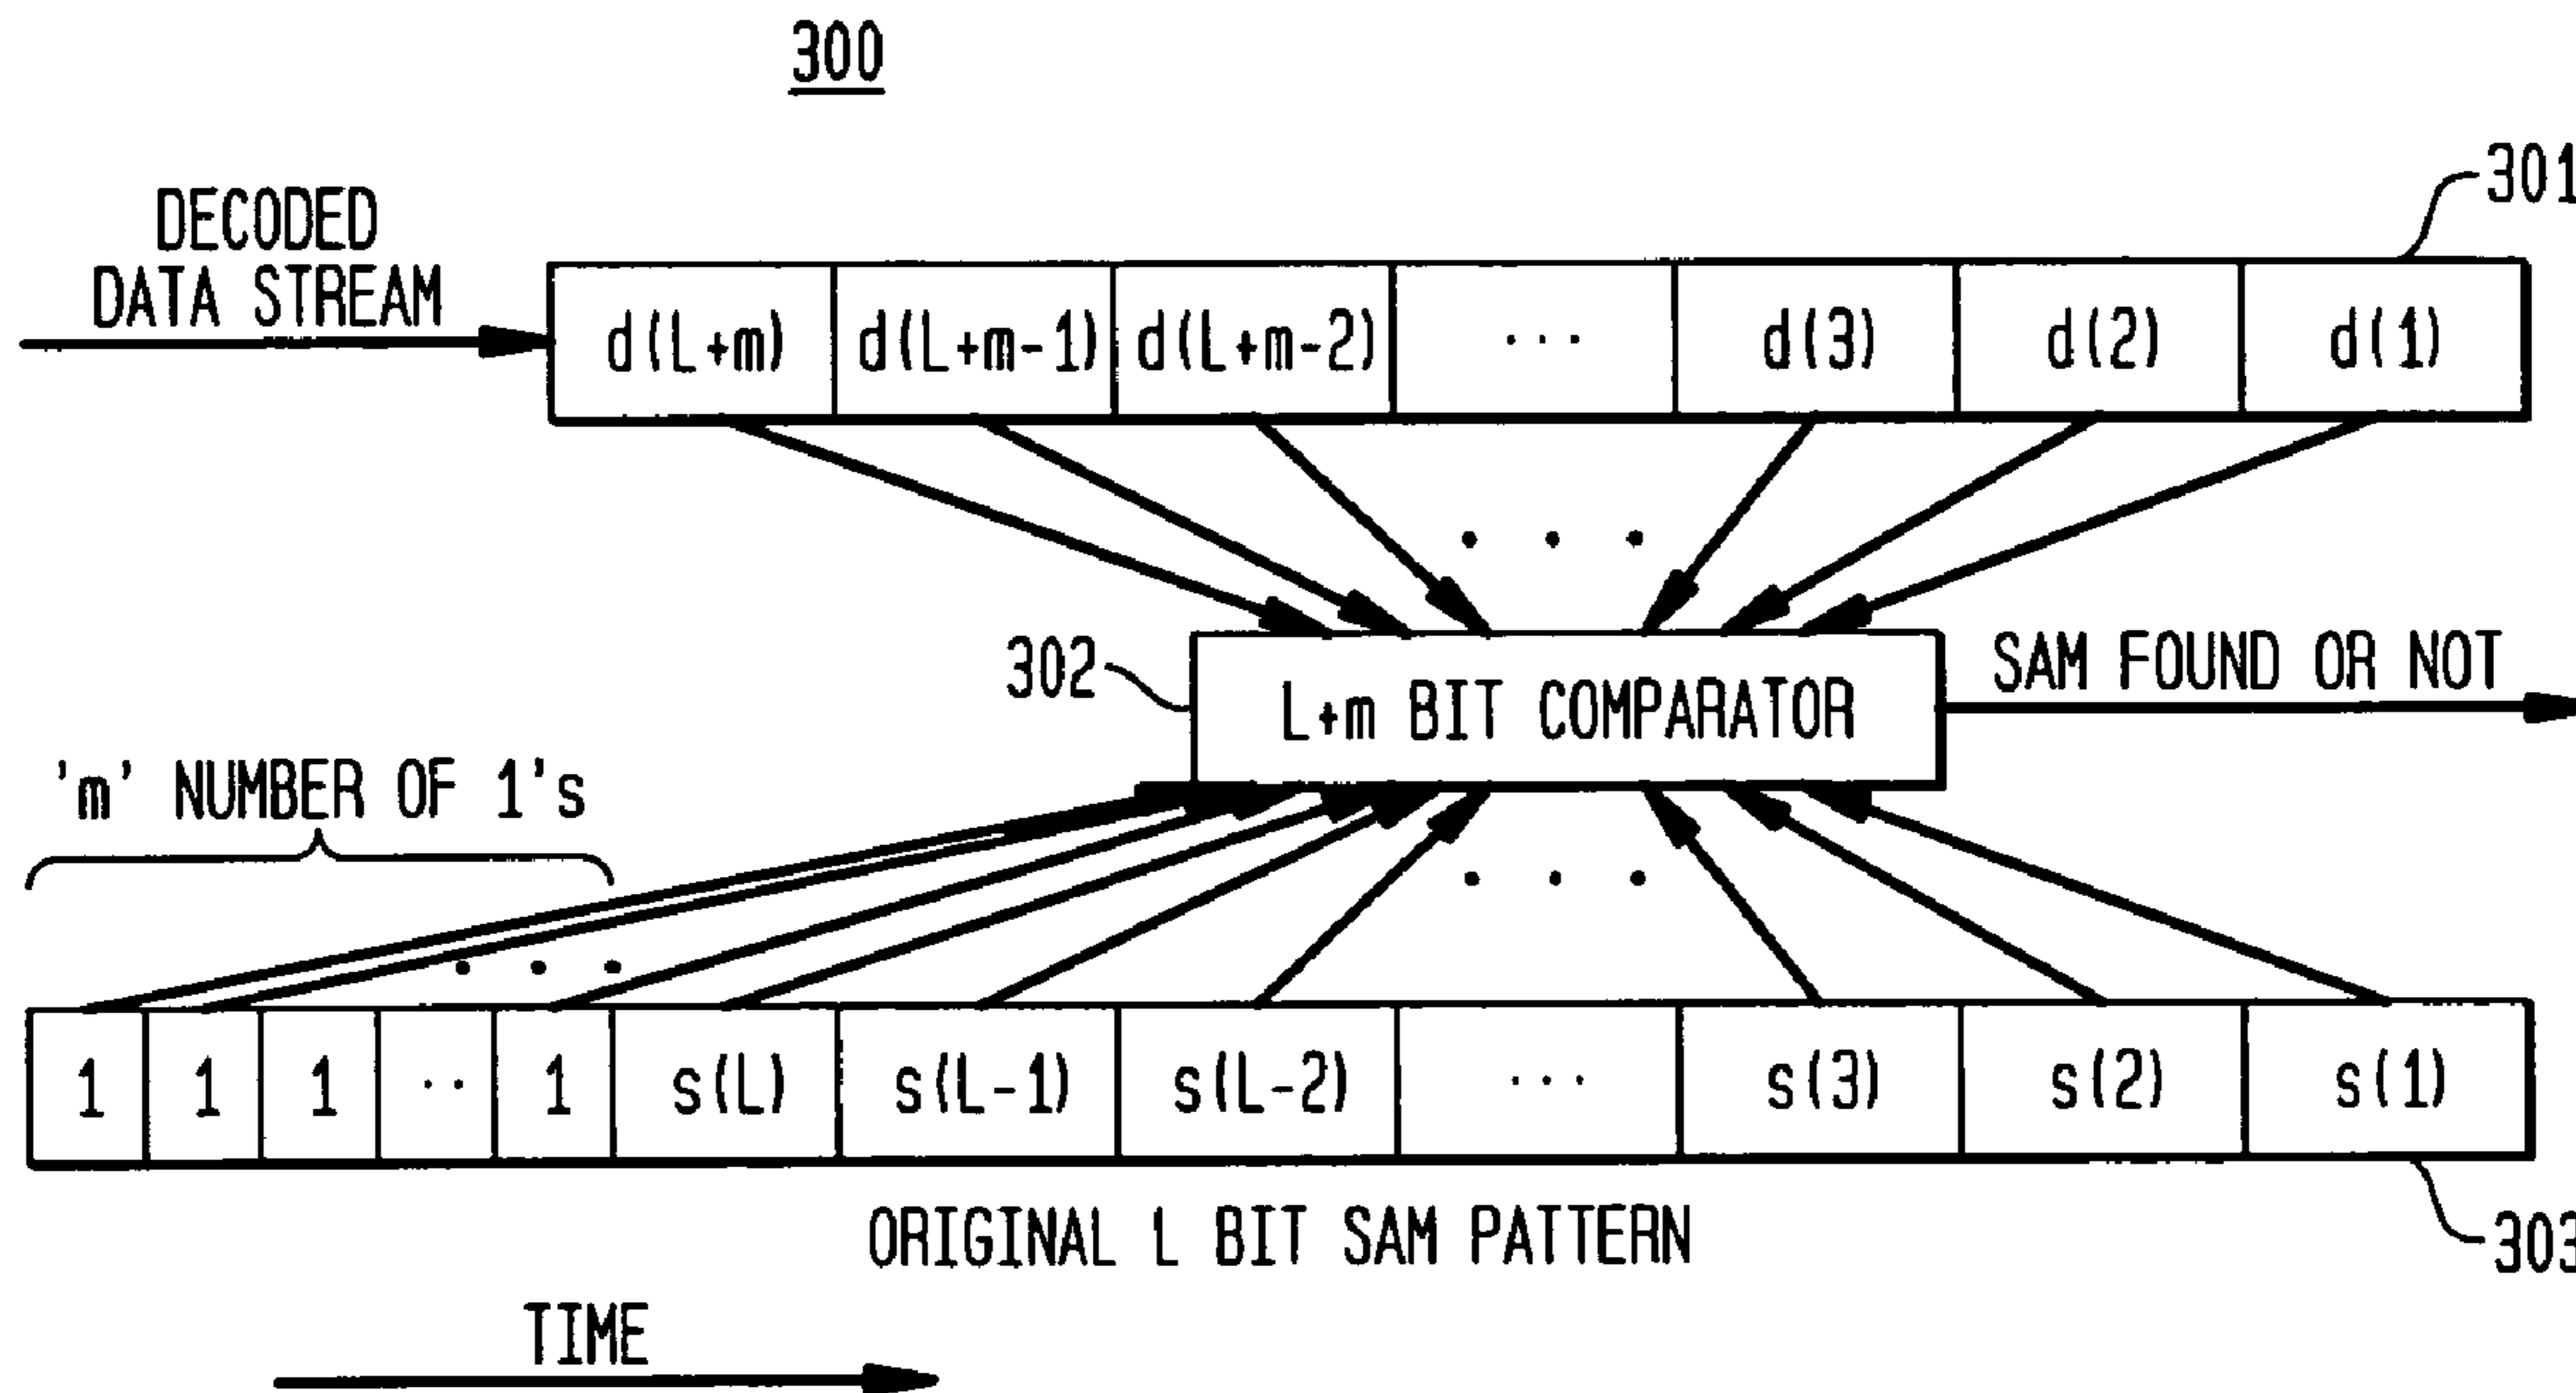 300
301
DECODED
DATA STREAM
d(L+m) d(L+m-1) d(L+m-2) ... d(3) d(2) d(1)
. . .
302
L+m BIT COMPARATOR
SAM FOUND OR NOT
'm' NUMBER OF 1's
. . .
. . .
1 1 1 .. 1 s(L) s(L-1) s(L-2) ... s(3) s(2) s(1)
ORIGINAL L BIT SAM PATTERN
303
TIME